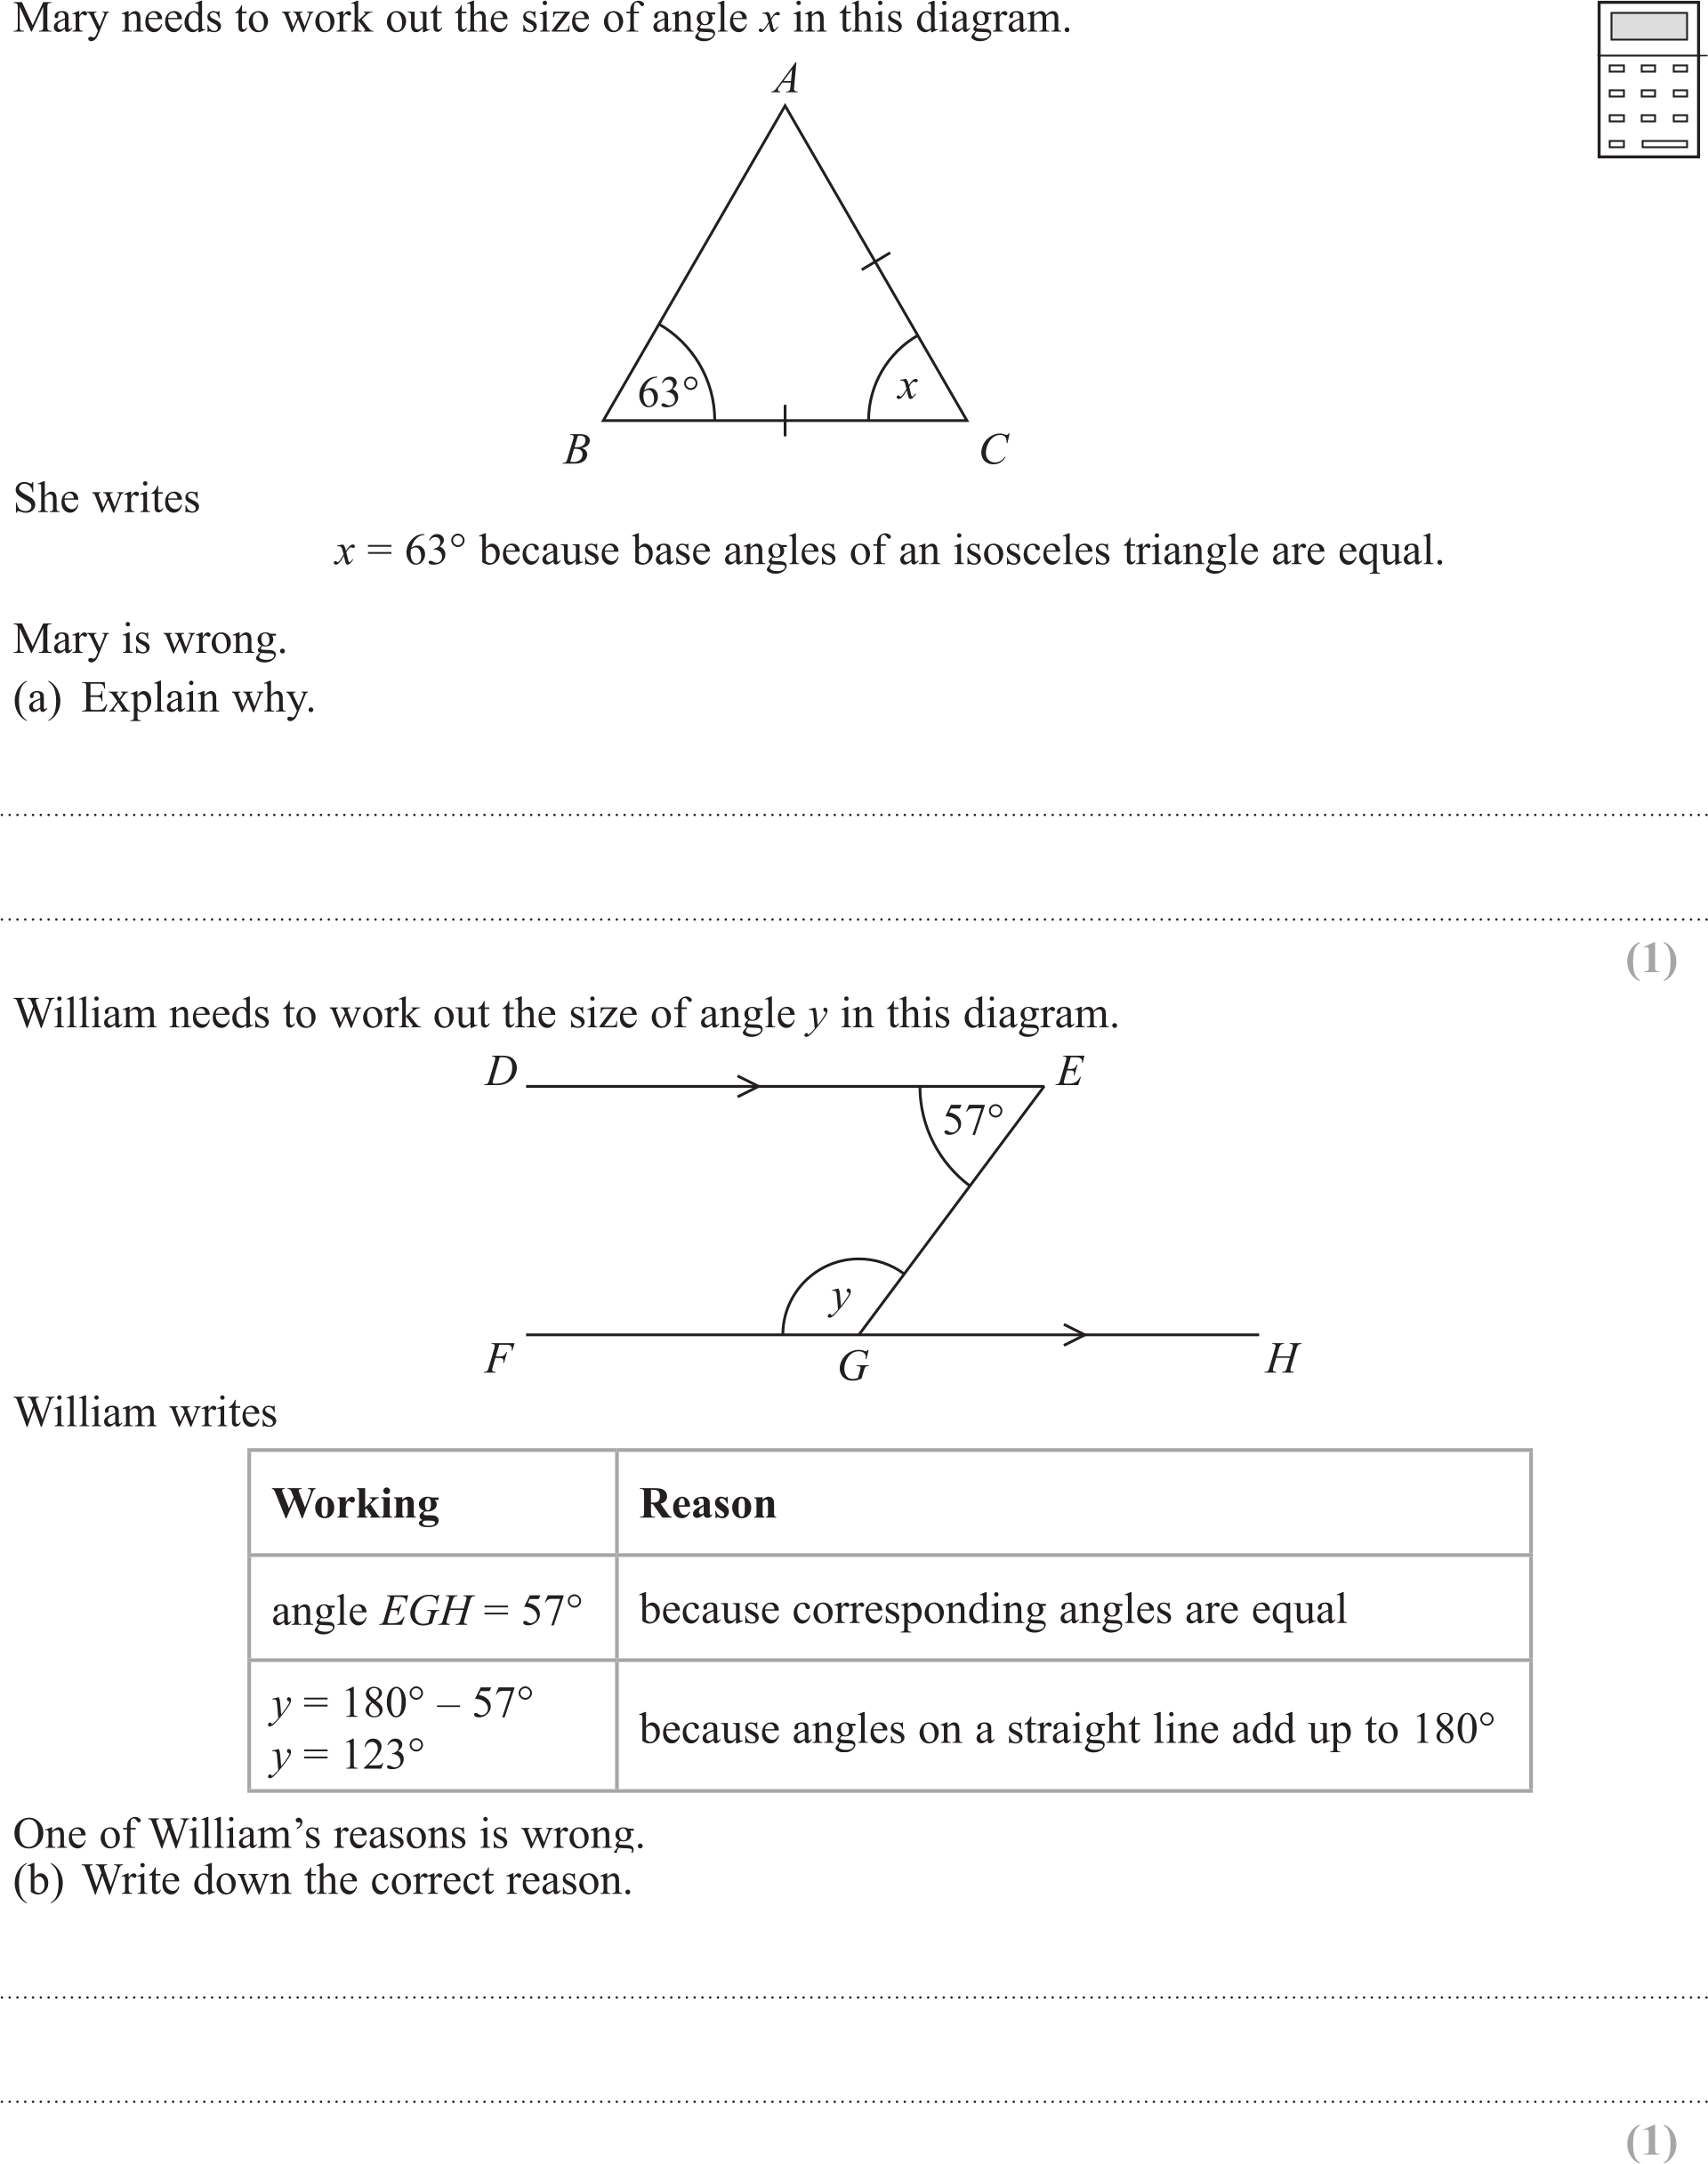 Mary needs to work out the size of angle x in this diagram.
A
63°
x
B
C
She writes
x = 63° because base angles of an isosceles triangle are equal.
Mary is wrong.
(a) Explain why.
(1)
William needs to work out the size of angle y in this diagram.
D
E
57°
y
F
G
H
William writes
Working
Reason
angle EGH = 57°
because corresponding angles are equal
y = 180° – 57°
y = 123°
because angles on a straight line add up to 180°
One of William’s reasons is wrong.
(b) Write down the correct reason.
(1)